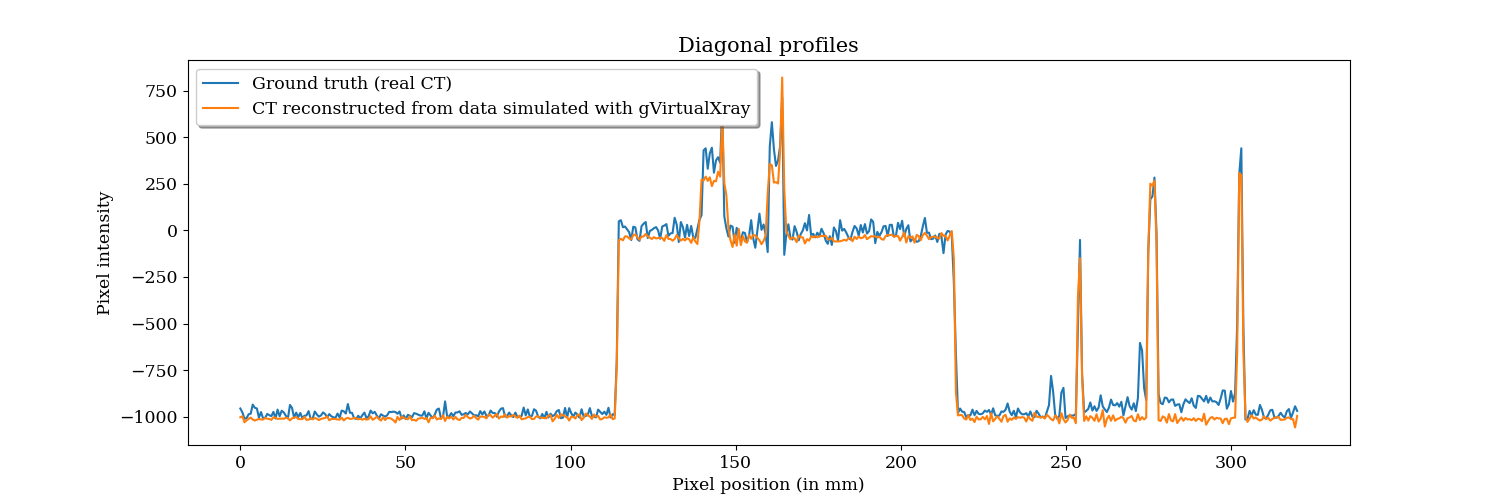 Diagonal profiles
Ground truth (real CT)
CT reconstructed from data simulated with gVirtualXray
750
500
250
0
−250
−500
−750
−1000
Pixel intensity
0 50 100 150 200 250 300
Pixel position (in mm)